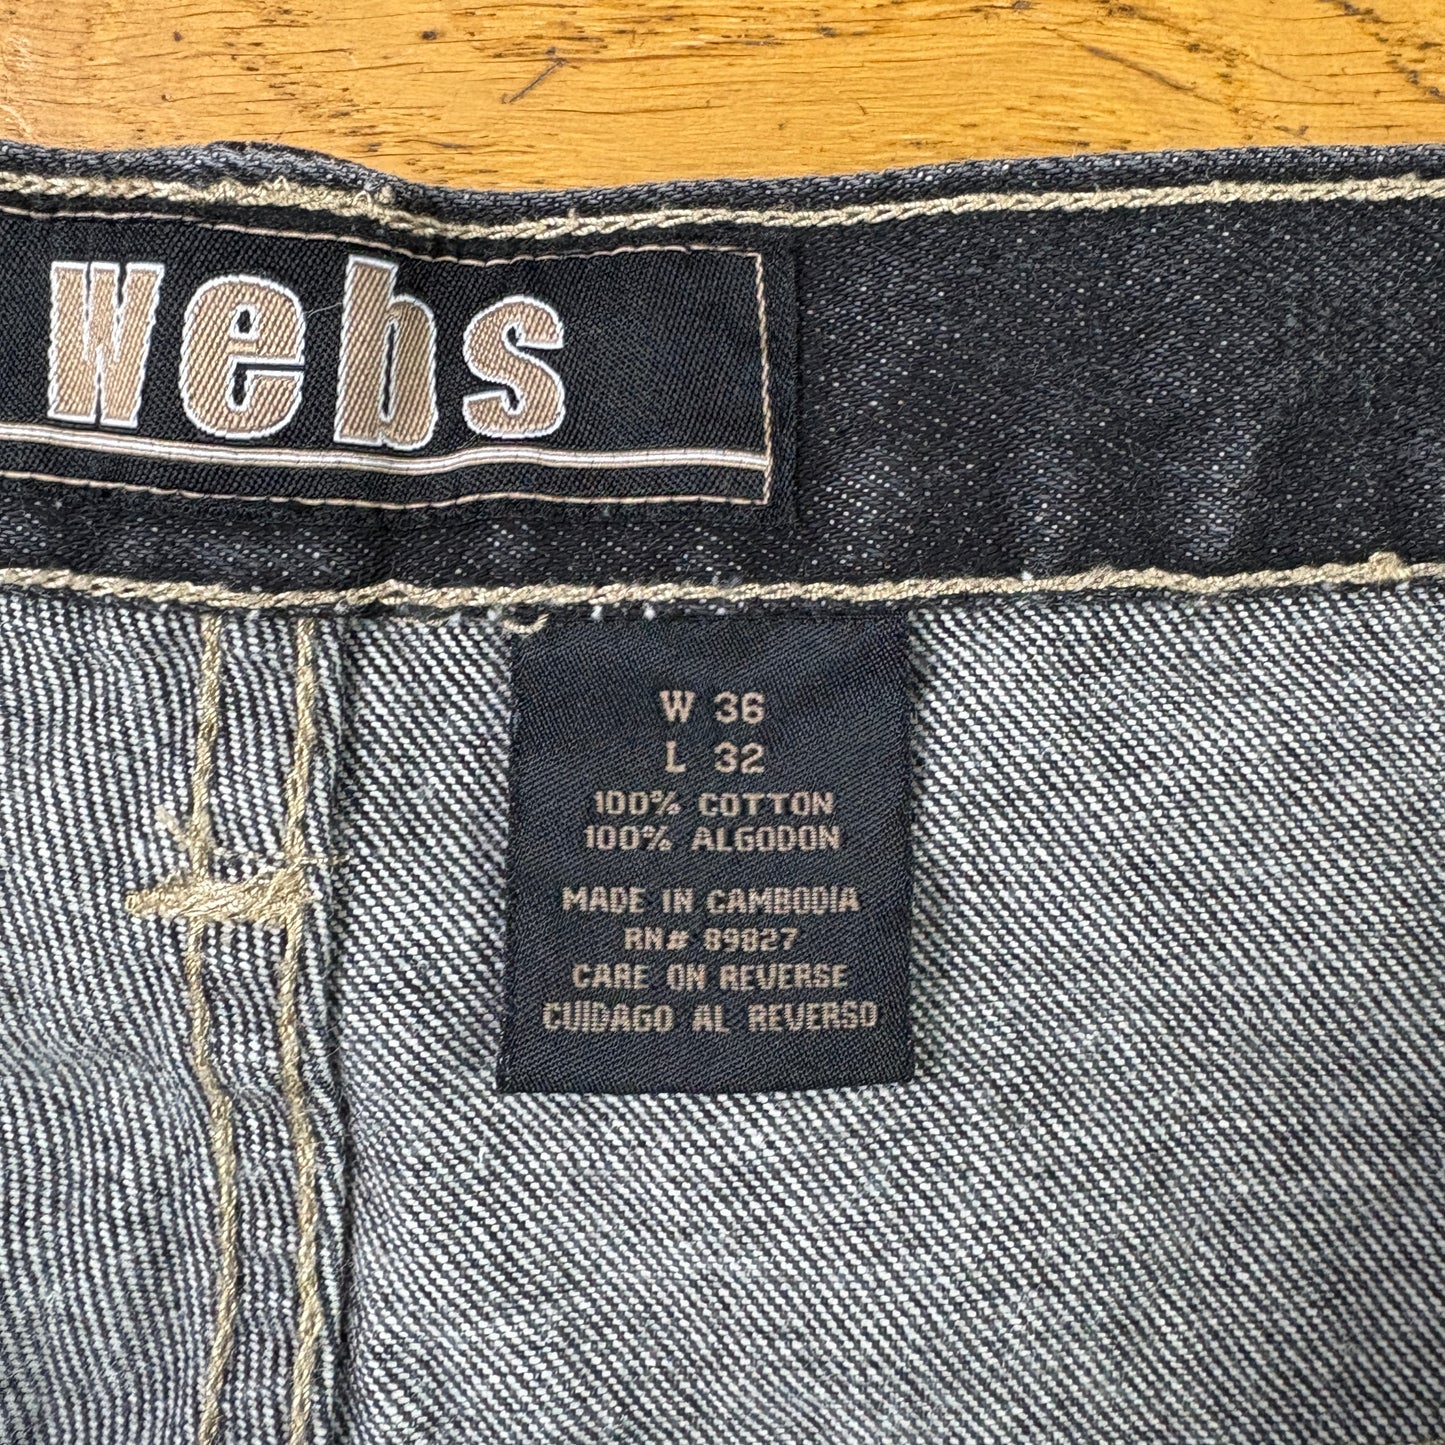 Webs
W 36
L 32
100% COTTON
100% ALGODON
MADE IN CAMBODIA
RN# 89827
CARE ON REVERSE
CUIDAGO AL REVERSO